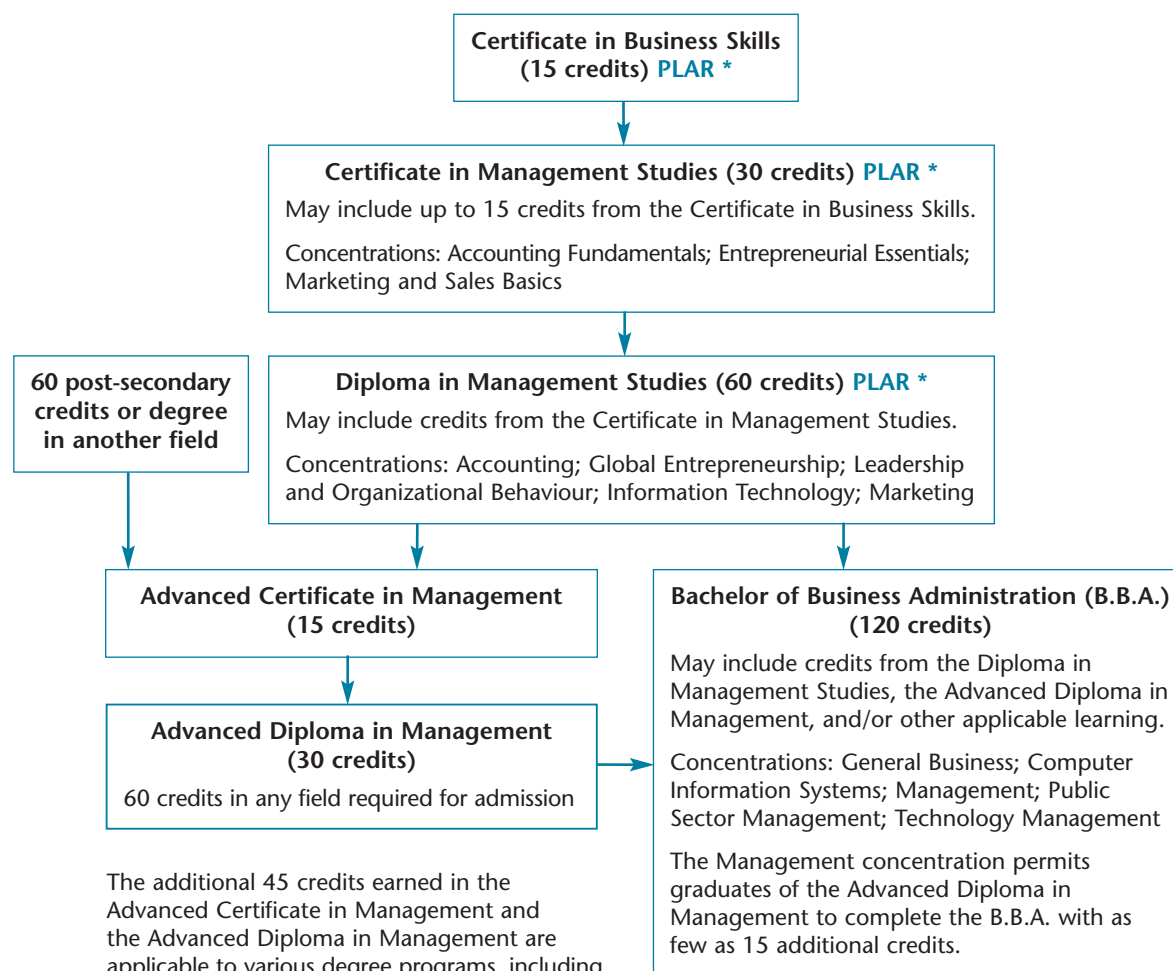 Certificate in Business Skills
(15 credits) PLAR *
Certificate in Management Studies (30 credits) PLAR *
May include up to 15 credits from the Certificate in Business Skills.
Concentrations: Accounting Fundamentals; Entrepreneurial Essentials;
Marketing and Sales Basics
60 post-secondary
credits or degree
in another field
Diploma in Management Studies (60 credits) PLAR *
May include credits from the Certificate in Management Studies.
Concentrations: Accounting; Global Entrepreneurship; Leadership
and Organizational Behaviour; Information Technology; Marketing
Advanced Certificate in Management
(15 credits)
Advanced Diploma in Management
(30 credits)
60 credits in any field required for admission
Bachelor of Business Administration (B.B.A.)
(120 credits)
May include credits from the Diploma in
Management Studies, the Advanced Diploma in
Management, and/or other applicable learning.
Concentrations: General Business; Computer
Information Systems; Management; Public
Sector Management; Technology Management
The Management concentration permits
graduates of the Advanced Diploma in
Management to complete the B.B.A. with as
few as 15 additional credits.
The additional 45 credits earned in the
Advanced Certificate in Management and
the Advanced Diploma in Management are
applicable to various degree programs, including